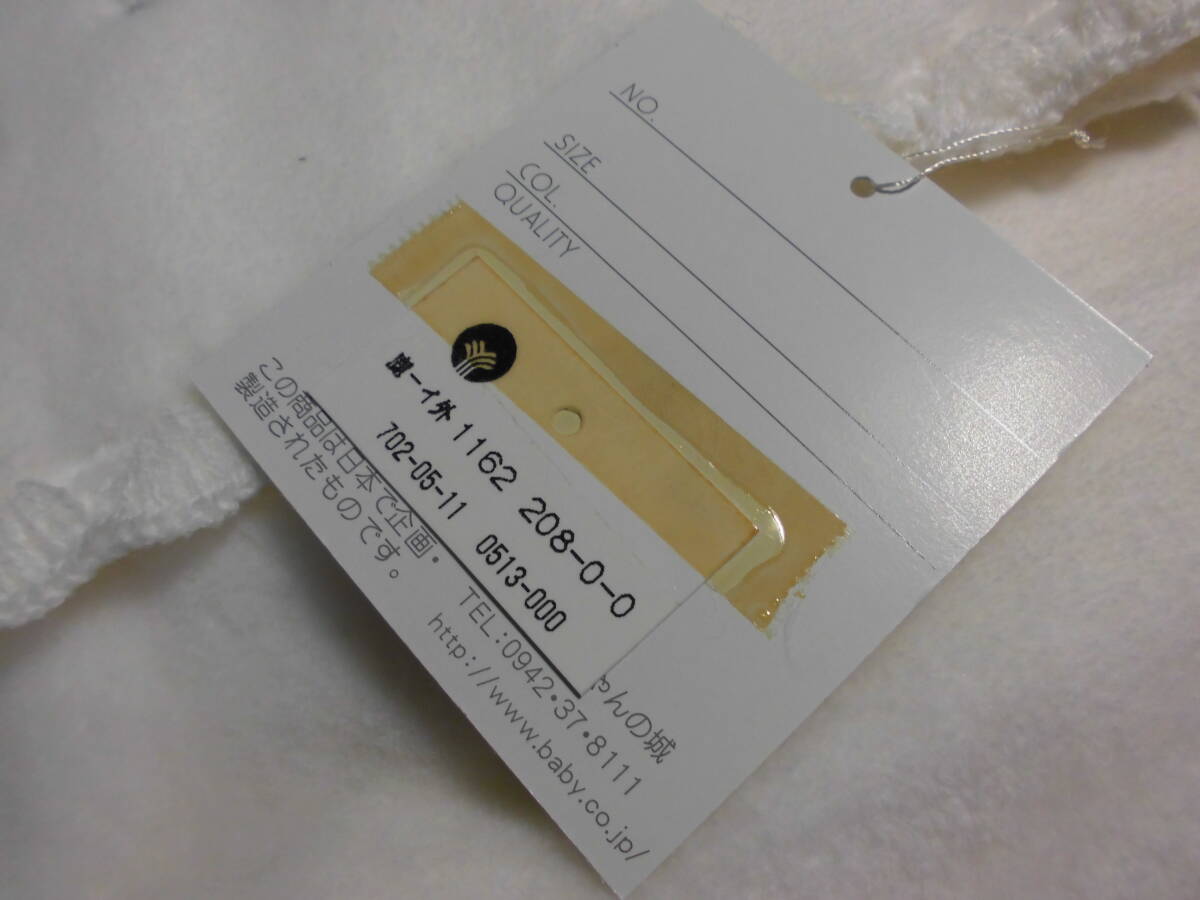 NO.
SIZE
COL.
QUALITY
一イ外 1162 208-0-0
702-05-11 0513-000
この商品は日本で企画・
製造されたものです。
ゃんの城
TEL:0942・37・8111
http://www.baby.co.jp/